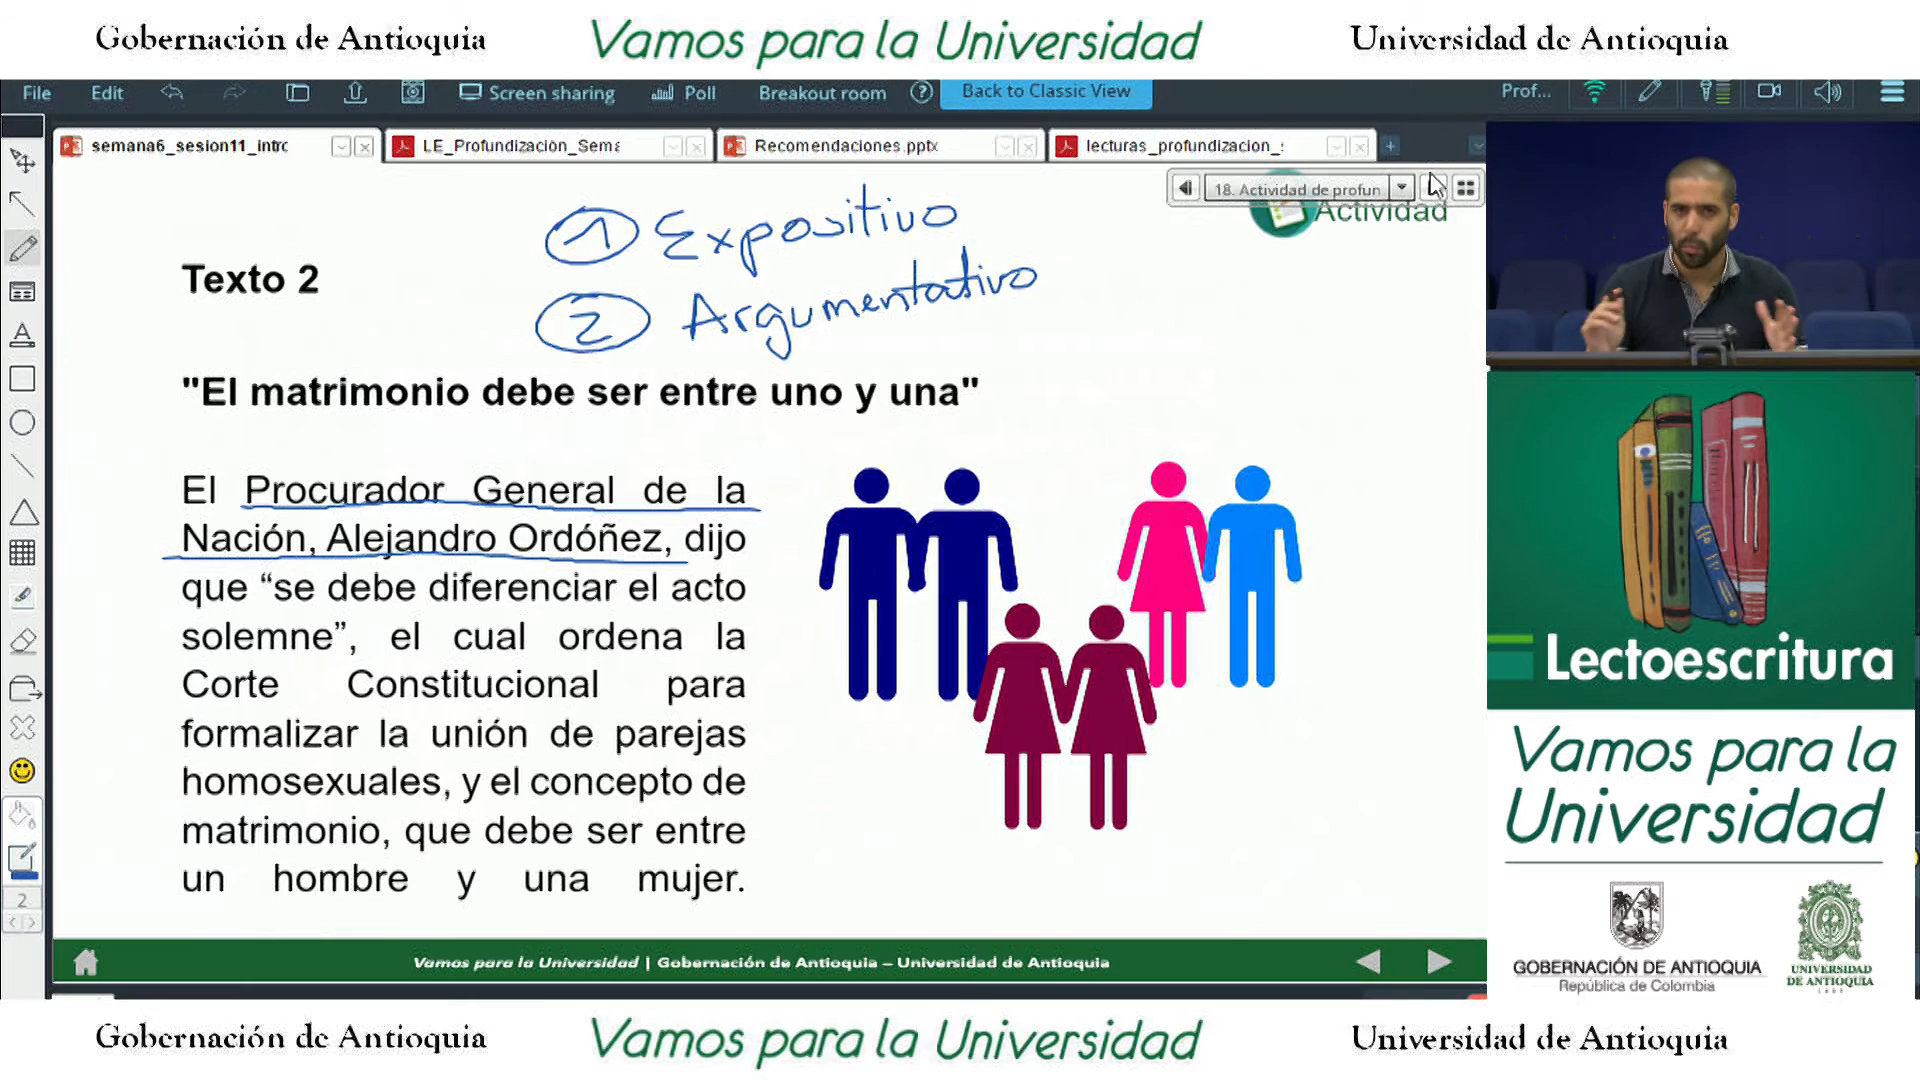 Gobernación de Antioquia
Vamos para la Universidad
Universidad de Antioquia
File Edit Screen sharing Poll Breakout room ? Back to Classic View Prof...
semana6_sesion11_intro
LE_Profundizacion_Sema
Recomendaciones.pptx
lecturas_profundizacion_s
18. Actividad de profun
Actividad
1 Expositivo
2 Argumentativo
Texto 2
"El matrimonio debe ser entre uno y una"
El Procurador General de la
Nación, Alejandro Ordóñez, dijo
que “se debe diferenciar el acto
solemne”, el cual ordena la
Corte Constitucional para
formalizar la unión de parejas
homosexuales, y el concepto de
matrimonio, que debe ser entre
un hombre y una mujer.
2
Vamos para la Universidad | Gobernación de Antioquia – Universidad de Antioquia
Lectoescritura
Vamos para la
Universidad
GOBERNACIÓN DE ANTIOQUIA
República de Colombia
UNIVERSIDAD
DE ANTIOQUIA
Gobernación de Antioquia
Vamos para la Universidad
Universidad de Antioquia